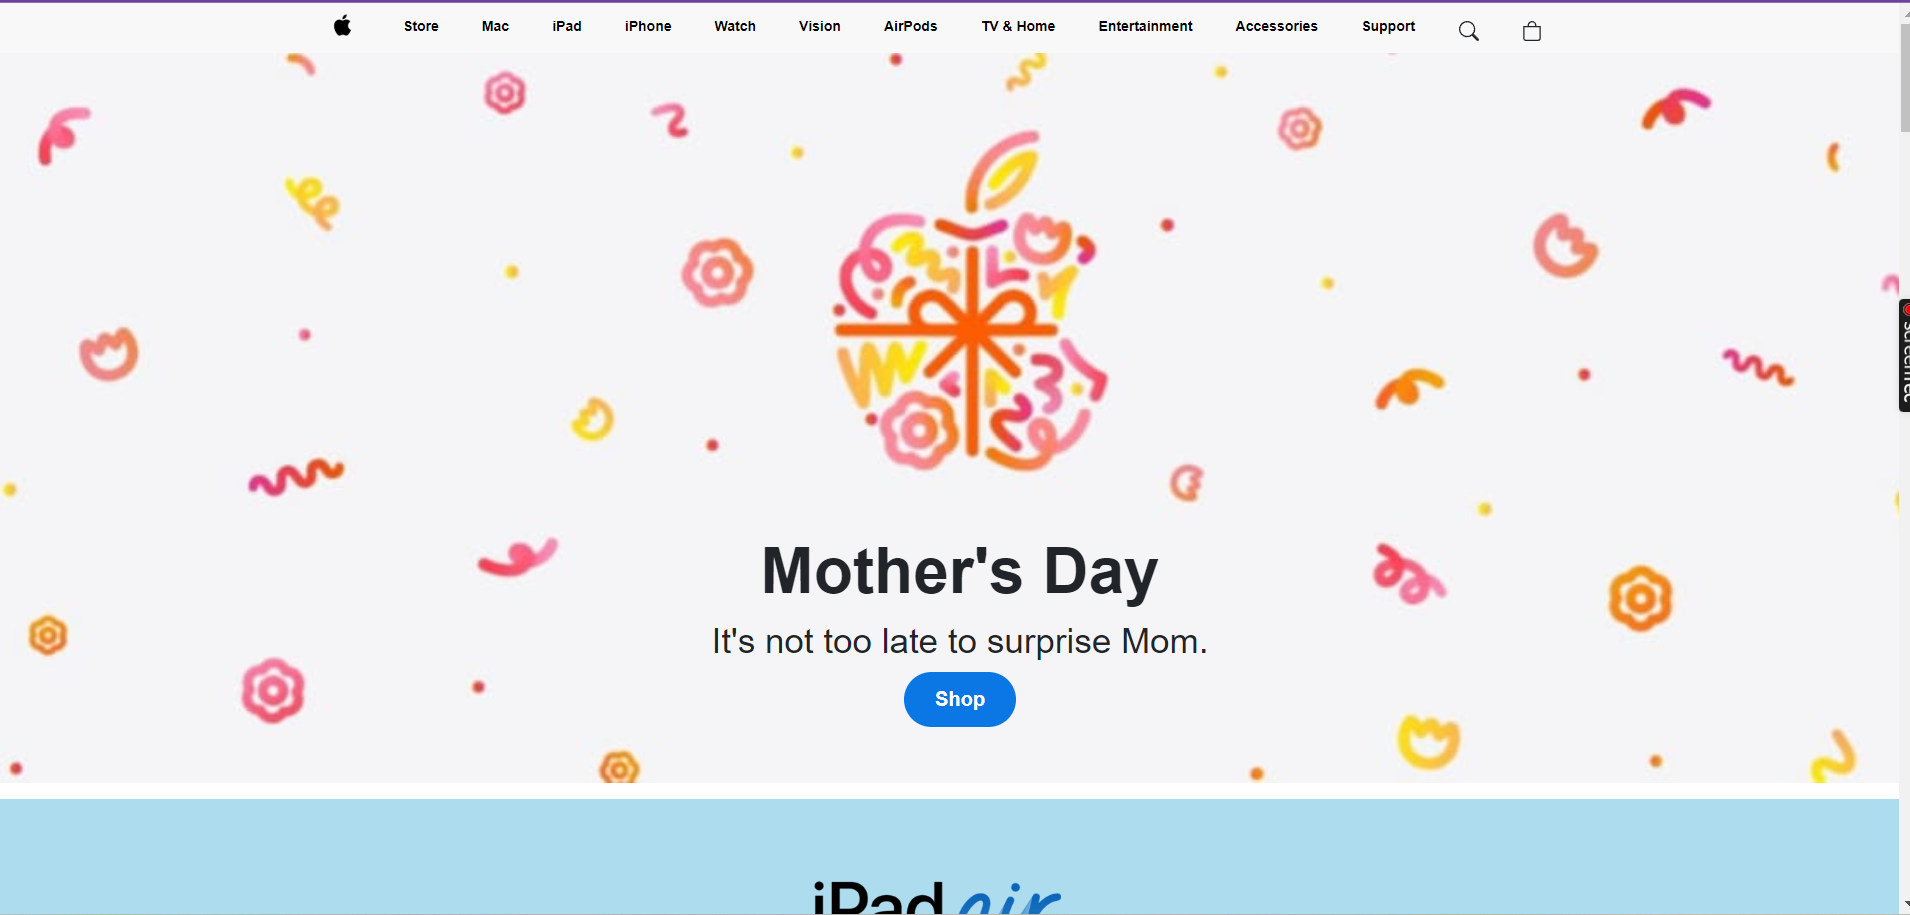 Store Mac iPad iPhone Watch Vision AirPods TV & Home Entertainment Accessories Support
Mother's Day
It's not too late to surprise Mom.
Shop
iPad air